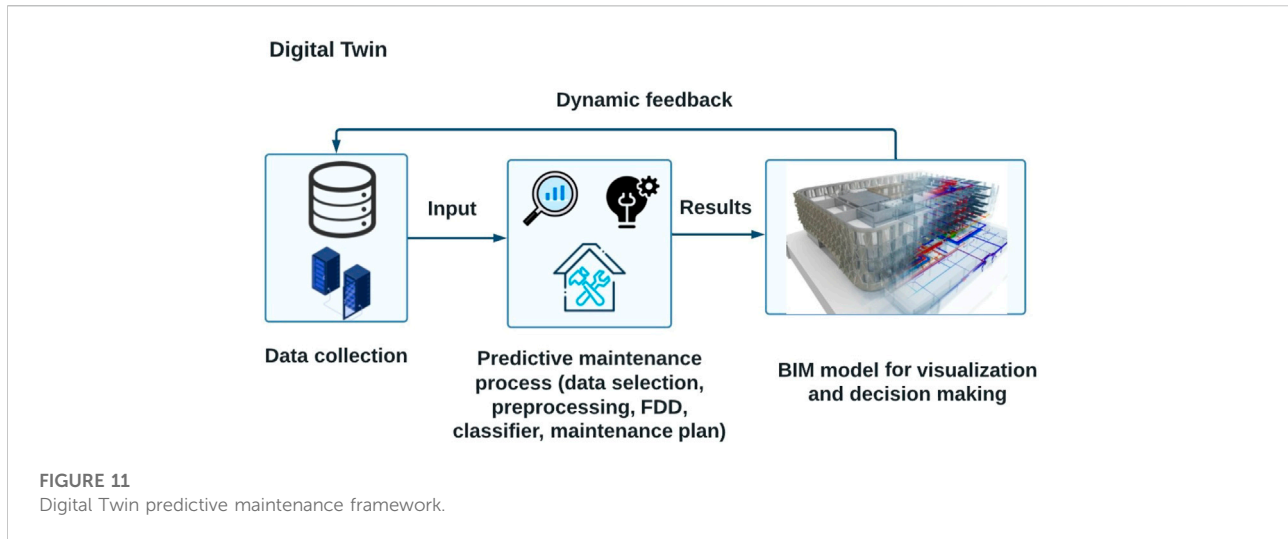 Digital Twin
Dynamic feedback
Input
Results
Data collection
Predictive maintenance
process (data selection,
preprocessing, FDD,
classifier, maintenance plan)
BIM model for visualization
and decision making
FIGURE 11
Digital Twin predictive maintenance framework.